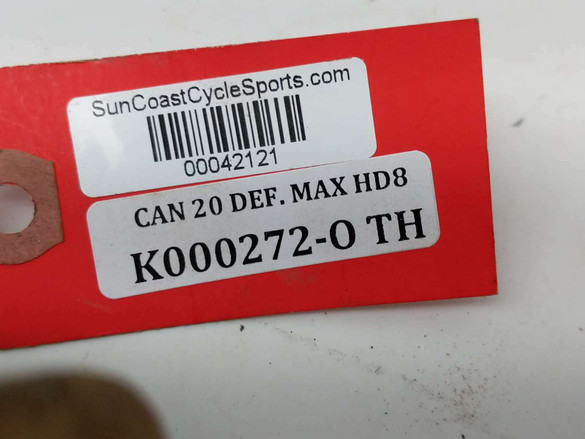 SunCoastCycleSports.com
00042121
CAN 20 DEF. MAX HD8
K000272-O TH